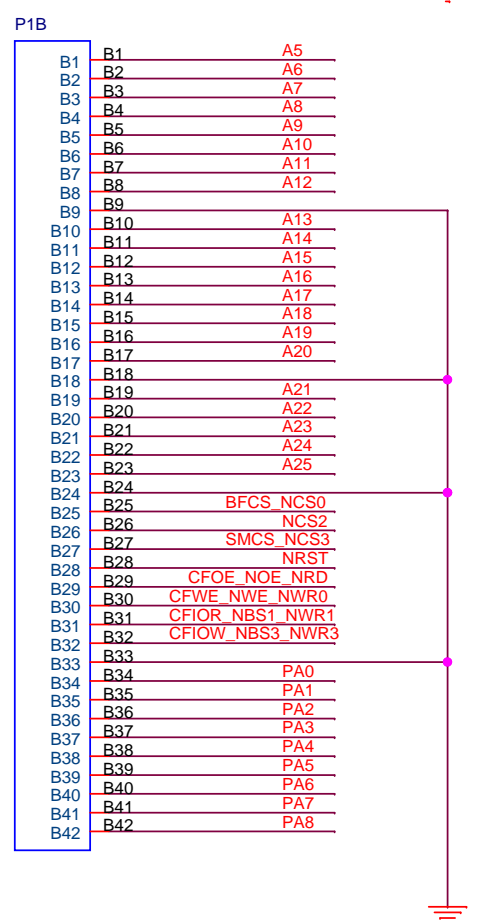 P1B
B1 B1 A5
B2 B2 A6
B3 B3 A7
B4 B4 A8
B5 B5 A9
B6 B6 A10
B7 B7 A11
B8 B8 A12
B9 B9
B10 B10 A13
B11 B11 A14
B12 B12 A15
B13 B13 A16
B14 B14 A17
B15 B15 A18
B16 B16 A19
B17 B17 A20
B18 B18
B19 B19 A21
B20 B20 A22
B21 B21 A23
B22 B22 A24
B23 B23 A25
B24 B24
B25 B25 BFCS_NCS0
B26 B26 NCS2
B27 B27 SMCS_NCS3
B28 B28 NRST
B29 B29 CFOE_NOE_NRD
B30 B30 CFWE_NWE_NWR0
B31 B31 CFIOR_NBS1_NWR1
B32 B32 CFIOW_NBS3_NWR3
B33 B33
B34 B34 PA0
B35 B35 PA1
B36 B36 PA2
B37 B37 PA3
B38 B38 PA4
B39 B39 PA5
B40 B40 PA6
B41 B41 PA7
B42 B42 PA8